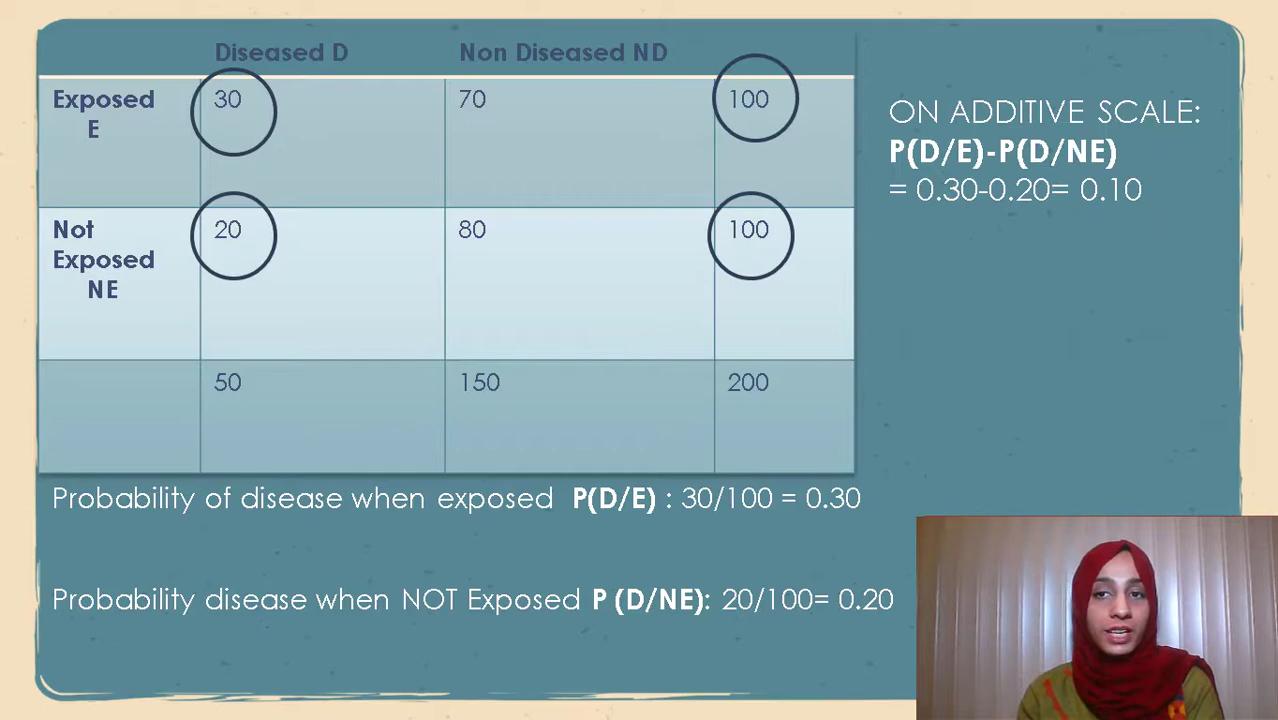 Diseased D Non Diseased ND
Exposed 30 70 100
E
Not 20 80 100
Exposed
NE
50 150 200
ON ADDITIVE SCALE:
P(D/E)-P(D/NE)
= 0.30-0.20= 0.10
Probability of disease when exposed P(D/E) : 30/100 = 0.30
Probability disease when NOT Exposed P (D/NE): 20/100= 0.20